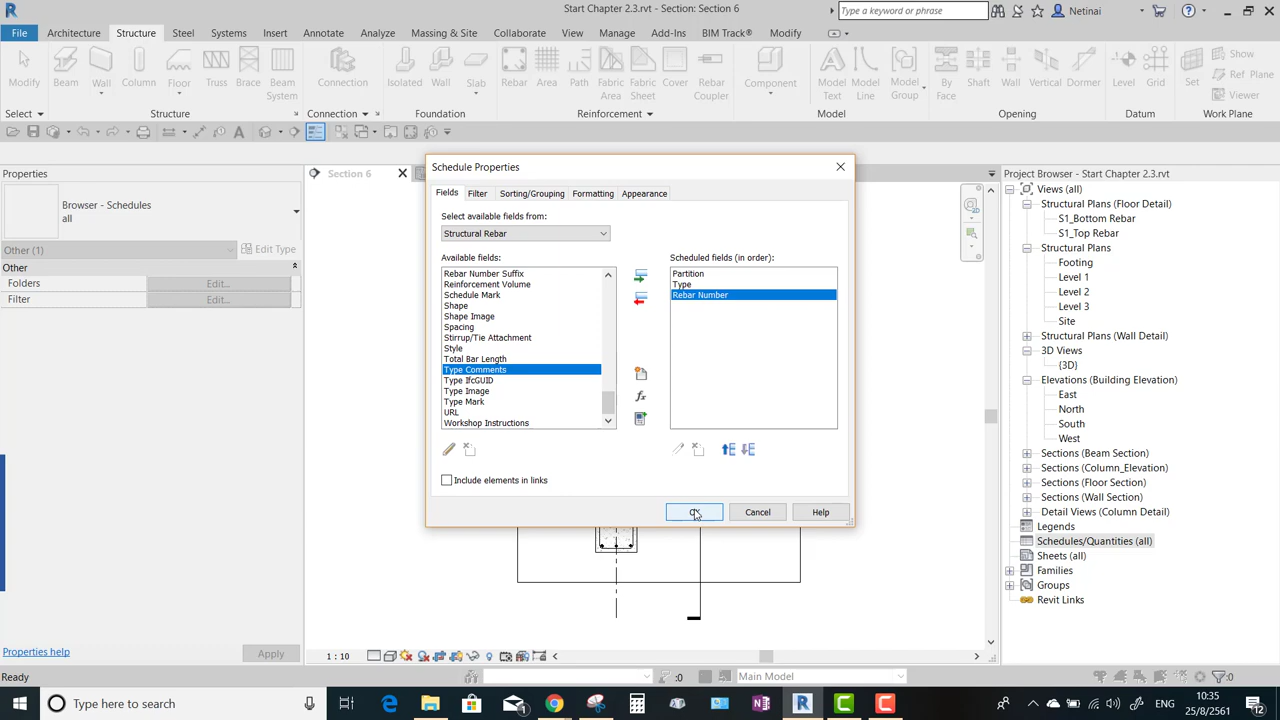 Start Chapter 2.3.rvt - Section: Section 6
Type a keyword or phrase
Netinai
File Architecture Structure Steel Systems Insert Annotate Analyze Massing & Site Collaborate View Manage Add-Ins BIM Track® Modify
Modify Beam Wall Column Floor Truss Brace Beam System Connection Isolated Wall Slab Rebar Area Path Fabric Area Fabric Sheet Cover Rebar Coupler Component Model Text Model Line Model Group By Face Shaft Wall Vertical Dormer Level Grid Set Show Ref Plane Viewer
Select Structure Connection Foundation Reinforcement Model Opening Datum Work Plane
Properties
Browser - Schedules
all
Other (1)
Edit Type
Other
Folders Edit...
Filter Edit...
Properties help
Apply
Section 6
Schedule Properties
Fields Filter Sorting/Grouping Formatting Appearance
Select available fields from:
Structural Rebar
Available fields:
Rebar Number Suffix
Reinforcement Volume
Schedule Mark
Shape
Shape Image
Spacing
Stirrup/Tie Attachment
Style
Total Bar Length
Type Comments
Type IfcGUID
Type Image
Type Mark
URL
Workshop Instructions
Scheduled fields (in order):
Partition
Type
Rebar Number
Include elements in links
OK Cancel Help
Project Browser - Start Chapter 2.3.rvt
Views (all)
Structural Plans (Floor Detail)
S1_Bottom Rebar
S1_Top Rebar
Structural Plans
Footing
Level 1
Level 2
Level 3
Site
Structural Plans (Wall Detail)
3D Views
{3D}
Elevations (Building Elevation)
East
North
South
West
Sections (Beam Section)
Sections (Column_Elevation)
Sections (Floor Section)
Sections (Wall Section)
Detail Views (Column Detail)
Legends
Schedules/Quantities (all)
Sheets (all)
Families
Groups
Revit Links
1 : 10
Ready
:0
Main Model
:0
Type here to search
ENG
10:35
25/8/2561